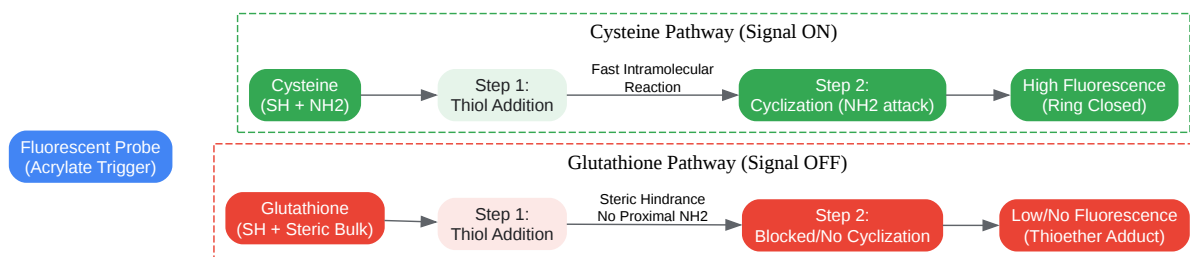 Cysteine Pathway (Signal ON)
Cysteine
(SH + NH2)
Step 1:
Thiol Addition
Fast Intramolecular
Reaction
Step 2:
Cyclization (NH2 attack)
High Fluorescence
(Ring Closed)
Fluorescent Probe
(Acrylate Trigger)
Glutathione Pathway (Signal OFF)
Glutathione
(SH + Steric Bulk)
Step 1:
Thiol Addition
Steric Hindrance
No Proximal NH2
Step 2:
Blocked/No Cyclization
Low/No Fluorescence
(Thioether Adduct)